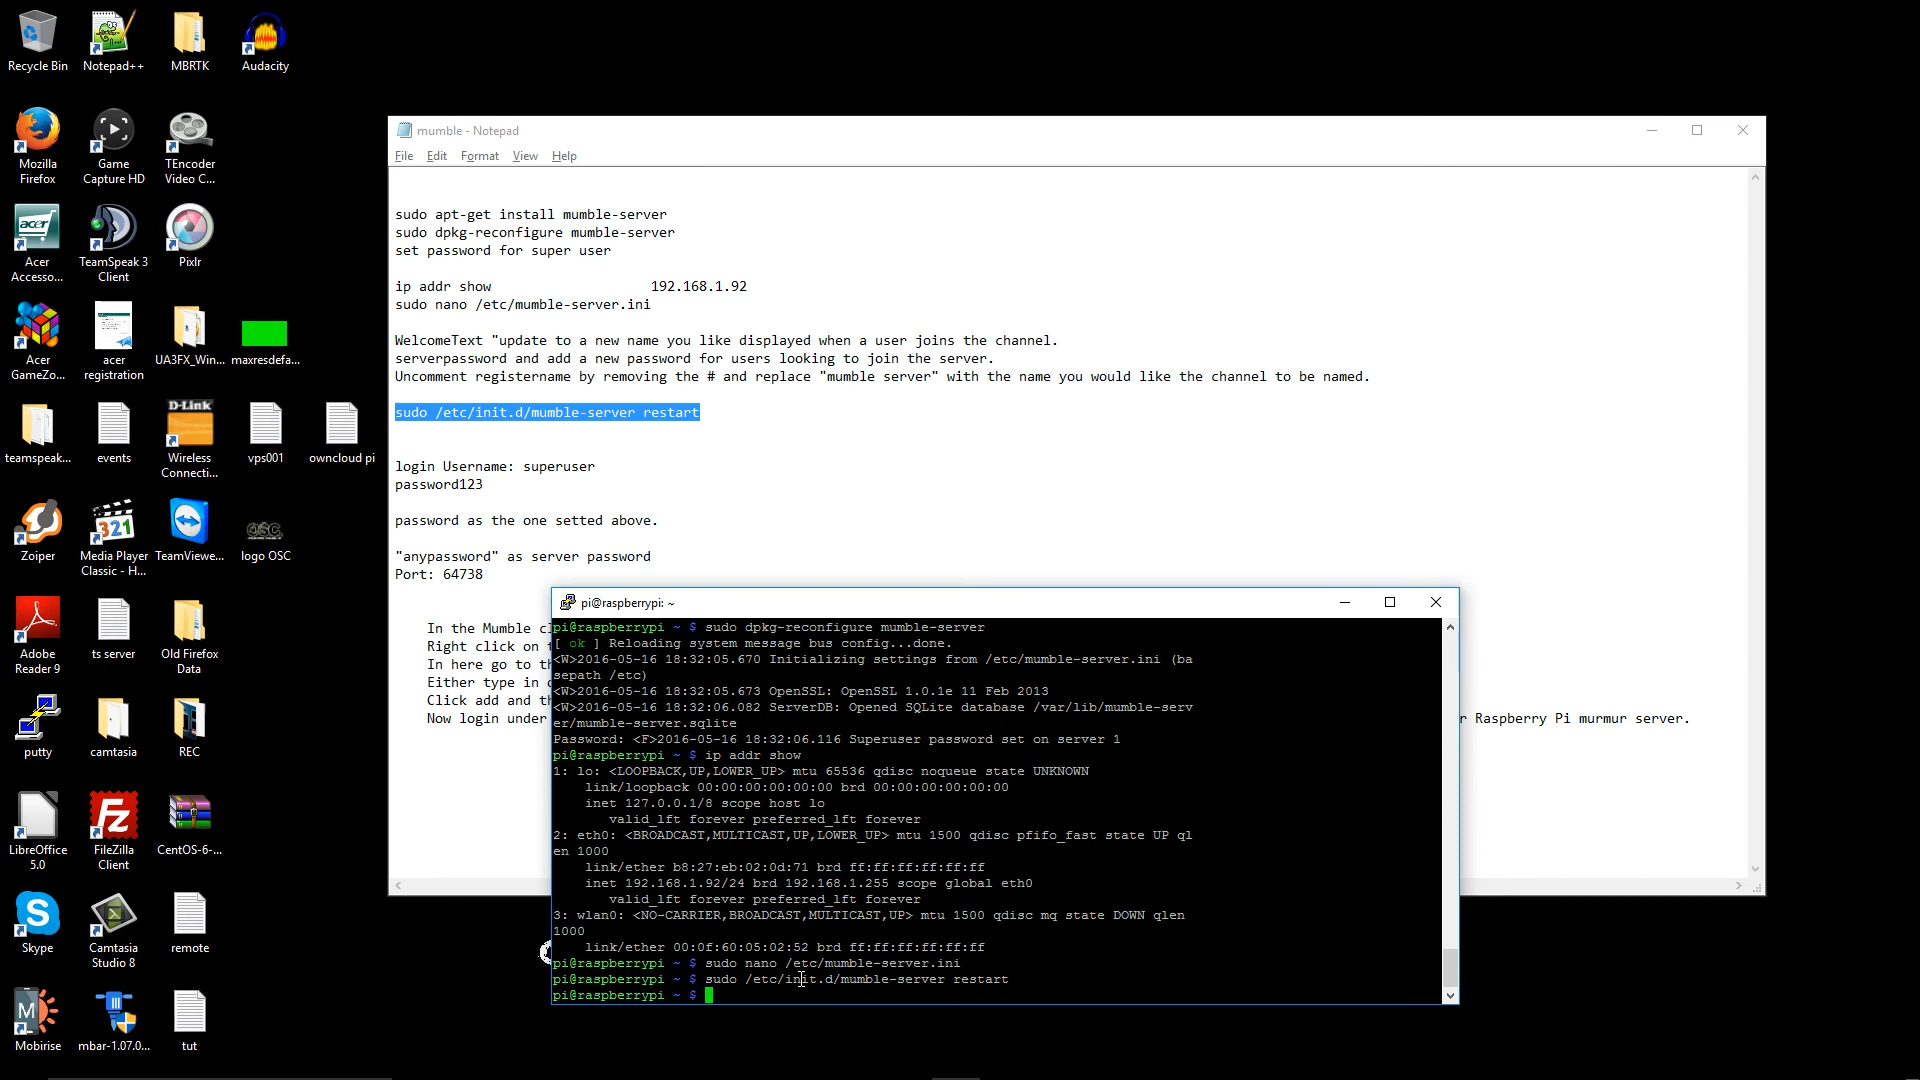 Recycle Bin
Notepad++
MBRTK
Audacity
Mozilla
Firefox
Game
Capture HD
TEncoder
Video C...
Acer
Accesso...
TeamSpeak 3
Client
Pixlr
Acer
GameZo...
acer
registration
UA3FX_Win...
maxresdefa...
teamspeak...
events
D-Link
Wireless
Connecti...
vps001
owncloud pi
Zoiper
321
Media Player
Classic - H...
TeamViewe...
OSC
logo OSC
Adobe
Reader 9
ts server
Old Firefox
Data
putty
camtasia
REC
LibreOffice
5.0
FileZilla
Client
CentOS-6-...
Skype
Camtasia
Studio 8
remote
Mobirise
mbar-1.07.0...
tut
mumble - Notepad
File Edit Format View Help
sudo apt-get install mumble-server
sudo dpkg-reconfigure mumble-server
set password for super user
ip addr show 192.168.1.92
sudo nano /etc/mumble-server.ini
WelcomeText "update to a new name you like displayed when a user joins the channel.
serverpassword and add a new password for users looking to join the server.
Uncomment registername by removing the # and replace "mumble server" with the name you would like the channel to be named.
sudo /etc/init.d/mumble-server restart
login Username: superuser
password123
password as the one setted above.
"anypassword" as server password
Port: 64738
In the Mumble cl
Right click on t
In here go to th
Either type in o
Click add and th
Now login under r Raspberry Pi murmur server.
pi@raspberrypi: ~
pi@raspberrypi ~ $ sudo dpkg-reconfigure mumble-server
[ ok ] Reloading system message bus config...done.
<W>2016-05-16 18:32:05.670 Initializing settings from /etc/mumble-server.ini (ba
sepath /etc)
<W>2016-05-16 18:32:05.673 OpenSSL: OpenSSL 1.0.1e 11 Feb 2013
<W>2016-05-16 18:32:06.082 ServerDB: Opened SQLite database /var/lib/mumble-serv
er/mumble-server.sqlite
Password: <F>2016-05-16 18:32:06.116 Superuser password set on server 1
pi@raspberrypi ~ $ ip addr show
1: lo: <LOOPBACK,UP,LOWER_UP> mtu 65536 qdisc noqueue state UNKNOWN
link/loopback 00:00:00:00:00:00 brd 00:00:00:00:00:00
inet 127.0.0.1/8 scope host lo
valid_lft forever preferred_lft forever
2: eth0: <BROADCAST,MULTICAST,UP,LOWER_UP> mtu 1500 qdisc pfifo_fast state UP ql
en 1000
link/ether b8:27:eb:02:0d:71 brd ff:ff:ff:ff:ff:ff
inet 192.168.1.92/24 brd 192.168.1.255 scope global eth0
valid_lft forever preferred_lft forever
3: wlan0: <NO-CARRIER,BROADCAST,MULTICAST,UP> mtu 1500 qdisc mq state DOWN qlen
1000
link/ether 00:0f:60:05:02:52 brd ff:ff:ff:ff:ff:ff
pi@raspberrypi ~ $ sudo nano /etc/mumble-server.ini
pi@raspberrypi ~ $ sudo /etc/init.d/mumble-server restart
pi@raspberrypi ~ $